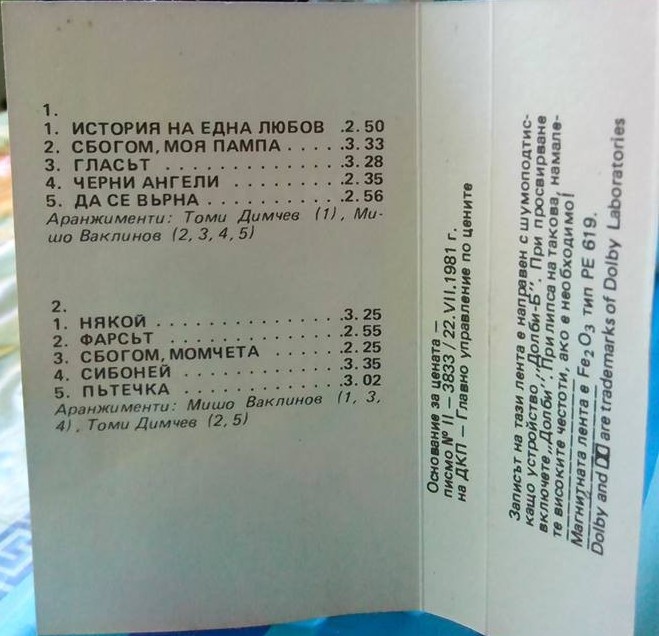 1.
1. ИСТОРИЯ НА ЕДНА ЛЮБОВ .2. 50
2. СБОГОМ, МОЯ ПАМПА . . . . .3. 33
3. ГЛАСЪТ . . . . . . . . . . . . . . .3. 28
4. ЧЕРНИ АНГЕЛИ . . . . . . . . . .2. 35
5. ДА СЕ ВЪРНА . . . . . . . . . . . .2. 56
Аранжименти: Томи Димчев (1), Ми-
шо Ваклинов (2, 3, 4, 5)
2.
1. НЯКОЙ . . . . . . . . . . . . . . . .3. 25
2. ФАРСЪТ . . . . . . . . . . . . . . .2. 55
3. СБОГОМ, МОМЧЕТА . . . . . . .2. 25
4. СИБОНЕЙ . . . . . . . . . . . . . .3. 35
5. ПЪТЕЧКА . . . . . . . . . . . . . .3. 02
Аранжименти: Мишо Ваклинов (1, 3,
4), Томи Димчев (2, 5)
Основание за цената —
писмо № II — 3833 / 22.VII.1981 г.
на ДКП — Главно управление по цените
Записът на тази лента е направен с шумоподтис-
кащо устройство „Долби-Б". При просвирване
включете „Долби". При липса на такова, намале-
те високите честоти, ако е необходимо!
Магнитната лента е Fe₂O₃ тип РЕ 619.
Dolby and are trademarks of Dolby Laboratories